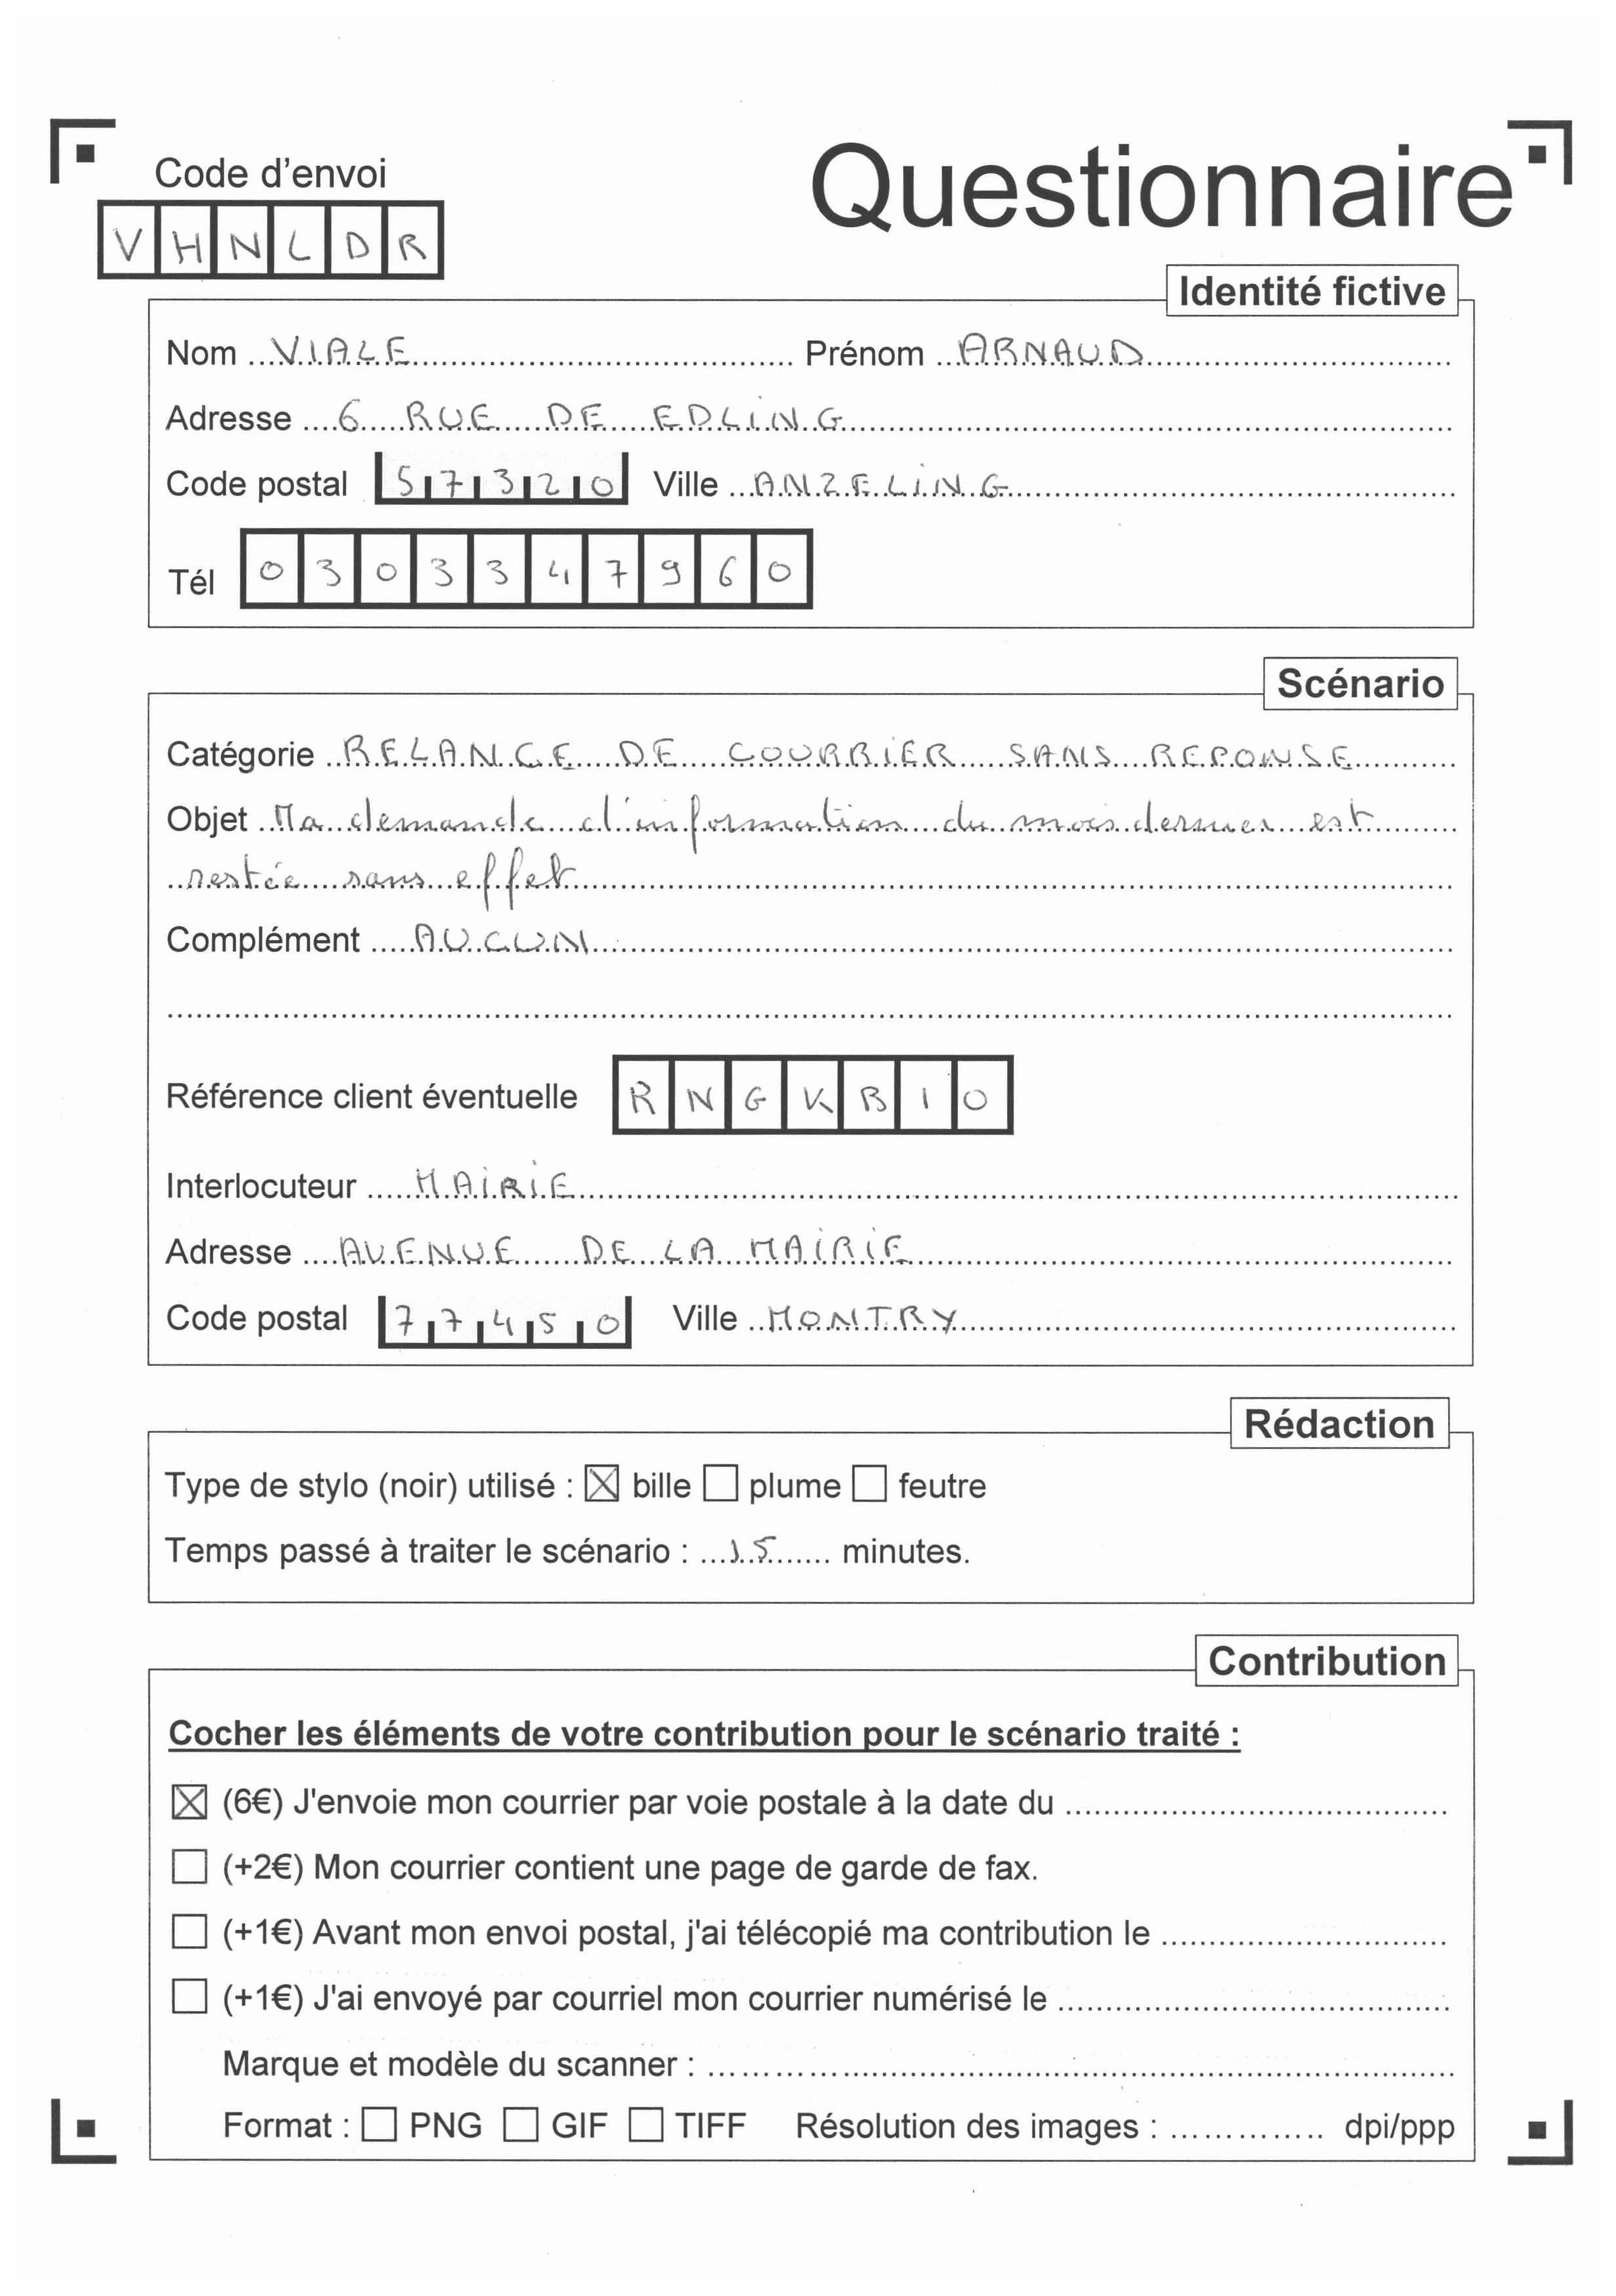 Code d'envoi
Questionnaire
VHNLDR
Identité fictive
Nom VIALE Prénom ARNAUD
Adresse 6 RUE DE EDLING
Code postal 57320 Ville ANZELING
Tél 0303347960
Scénario
Catégorie RELANCE DE COURRIER SANS REPONSE
Objet Ma demande d'information du mois dernier est
restée sans effet
Complément AUCUN
Référence client éventuelle RNGKB10
Interlocuteur MAIRIE
Adresse AVENUE DE LA MAIRIE
Code postal 77450 Ville MONTRY
Rédaction
Type de stylo (noir) utilisé : ☒ bille ☐ plume ☐ feutre
Temps passé à traiter le scénario : 15 minutes.
Contribution
Cocher les éléments de votre contribution pour le scénario traité :
☒ (6€) J'envoie mon courrier par voie postale à la date du
☐ (+2€) Mon courrier contient une page de garde de fax.
☐ (+1€) Avant mon envoi postal, j'ai télécopié ma contribution le
☐ (+1€) J'ai envoyé par courriel mon courrier numérisé le
Marque et modèle du scanner :
Format : ☐ PNG ☐ GIF ☐ TIFF Résolution des images : dpi/ppp